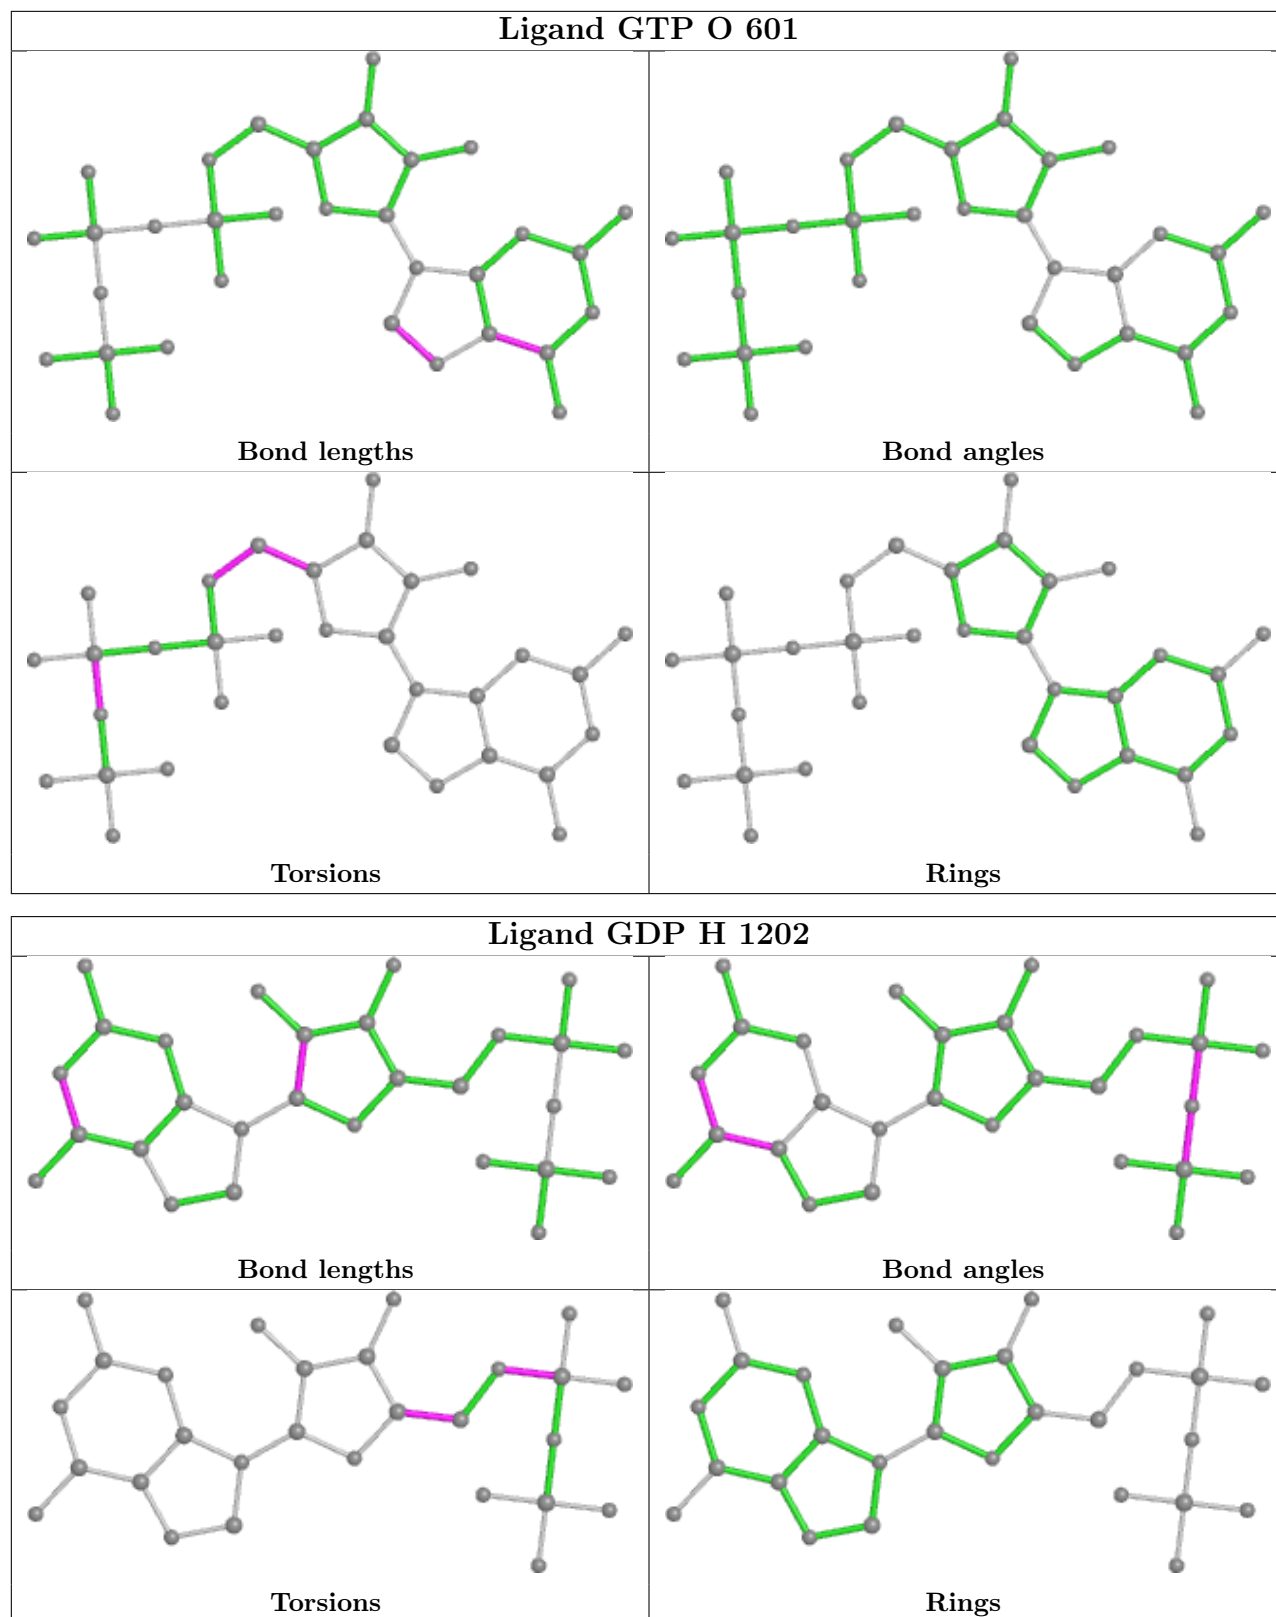 Ligand GTP O 601
Bond lengths
Bond angles
Torsions
Rings
Ligand GDP H 1202
Bond lengths
Bond angles
Torsions
Rings